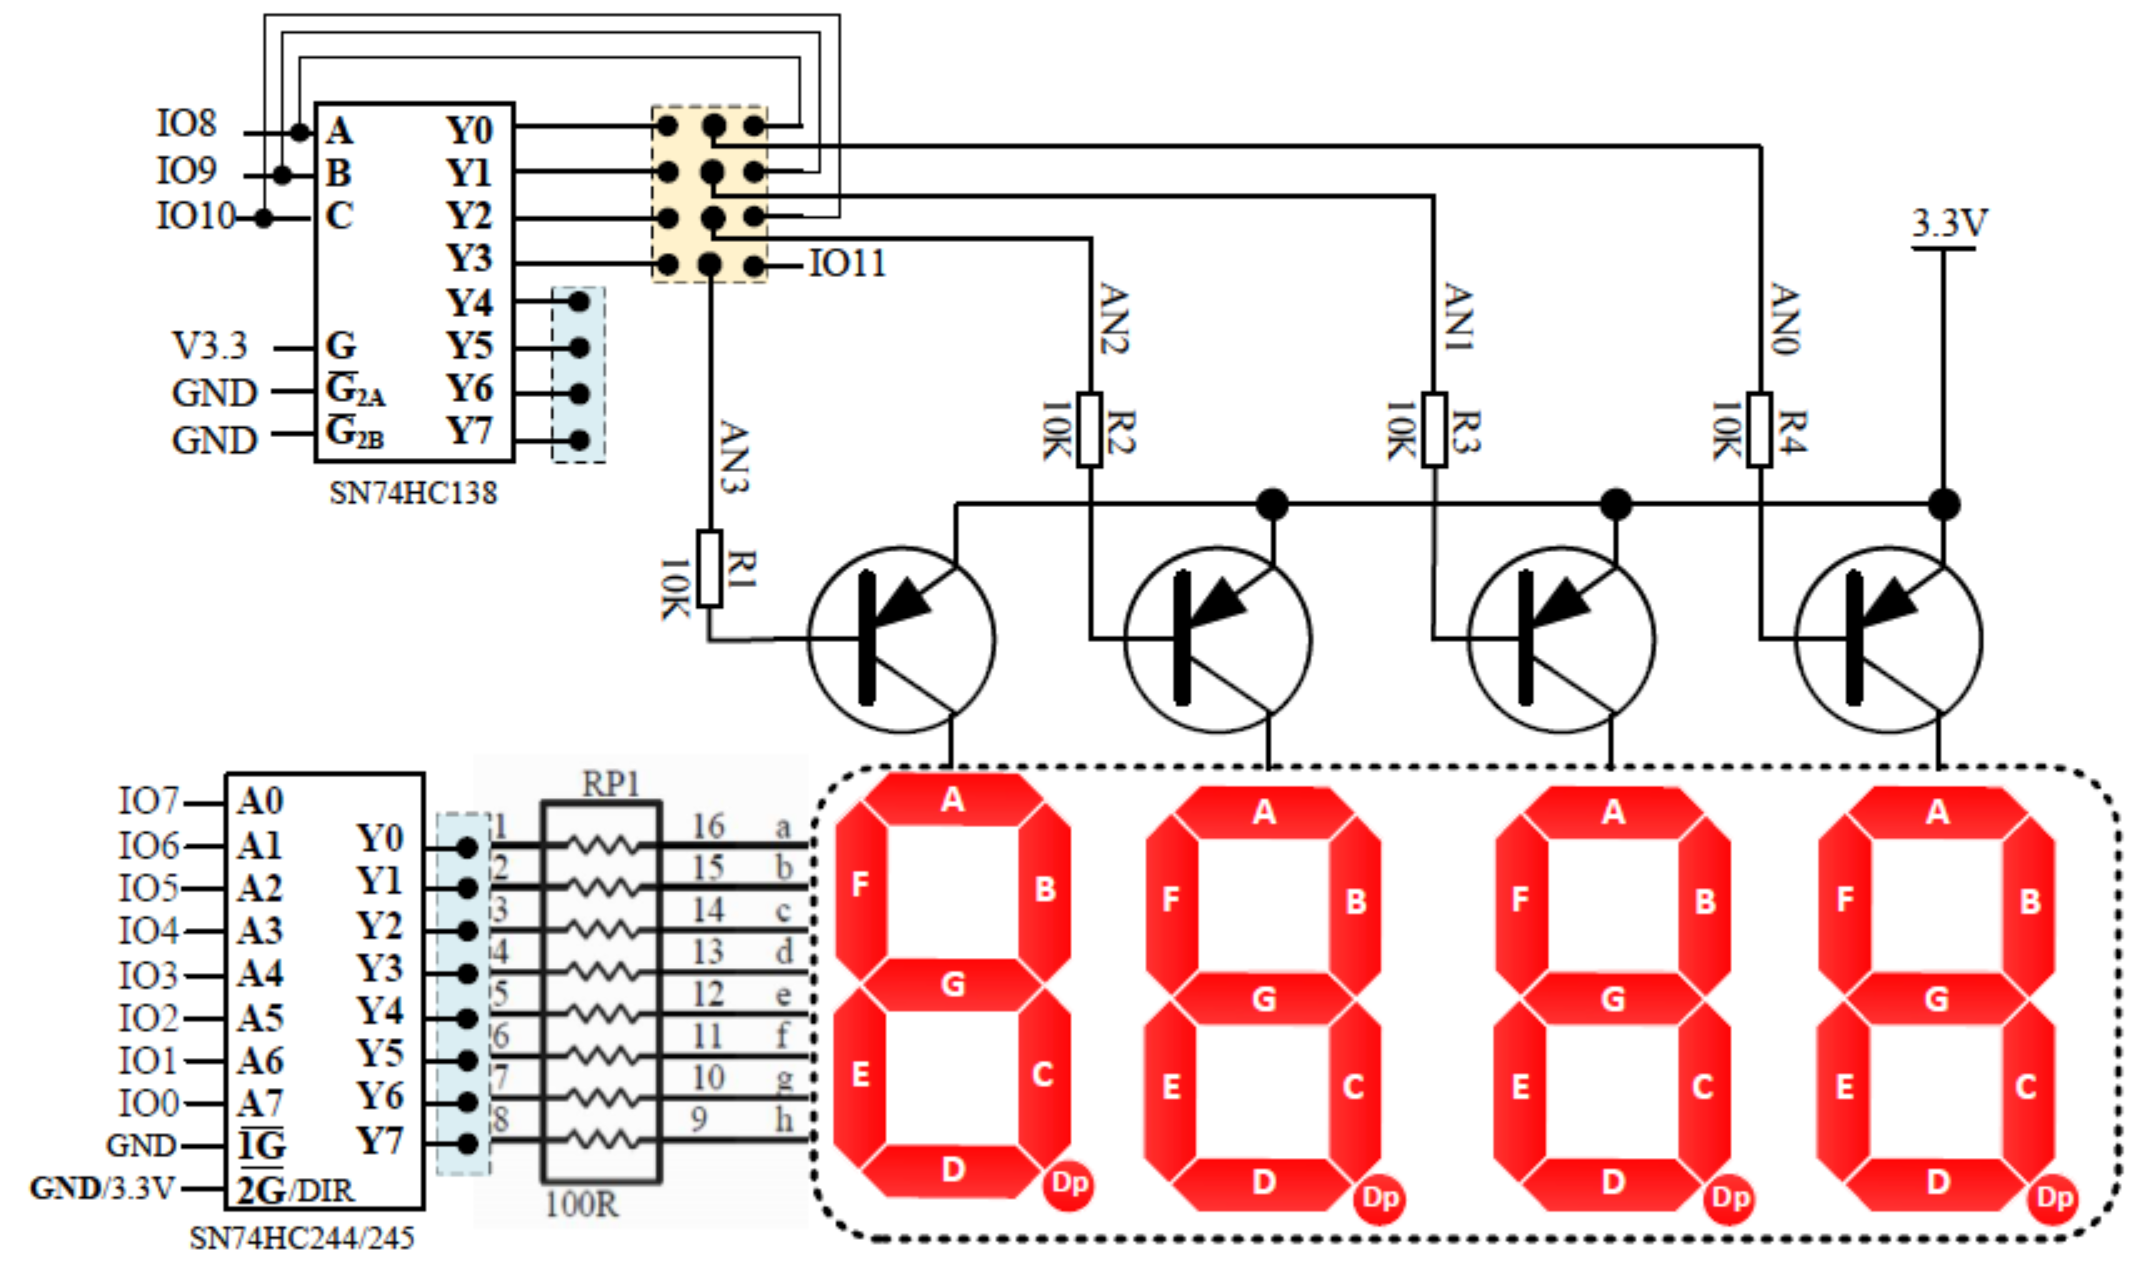 IO8
IO9
IO10
A
B
C
Y0
Y1
Y2
Y3
Y4
Y5
Y6
Y7
V3.3
GND
GND
G
G2A
G2B
SN74HC138
IO11
3.3V
AN3
AN2
AN1
AN0
R1
10K
R2
10K
R3
10K
R4
10K
IO7
IO6
IO5
IO4
IO3
IO2
IO1
IO0
GND
GND/3.3V
A0
A1
A2
A3
A4
A5
A6
A7
1G
2G/DIR
Y0
Y1
Y2
Y3
Y4
Y5
Y6
Y7
SN74HC244/245
RP1
1 16 a
2 15 b
3 14 c
4 13 d
5 12 e
6 11 f
7 10 g
8 9 h
100R
A
F
B
G
E
C
D
Dp
A
F
B
G
E
C
D
Dp
A
F
B
G
E
C
D
Dp
A
F
B
G
E
C
D
Dp